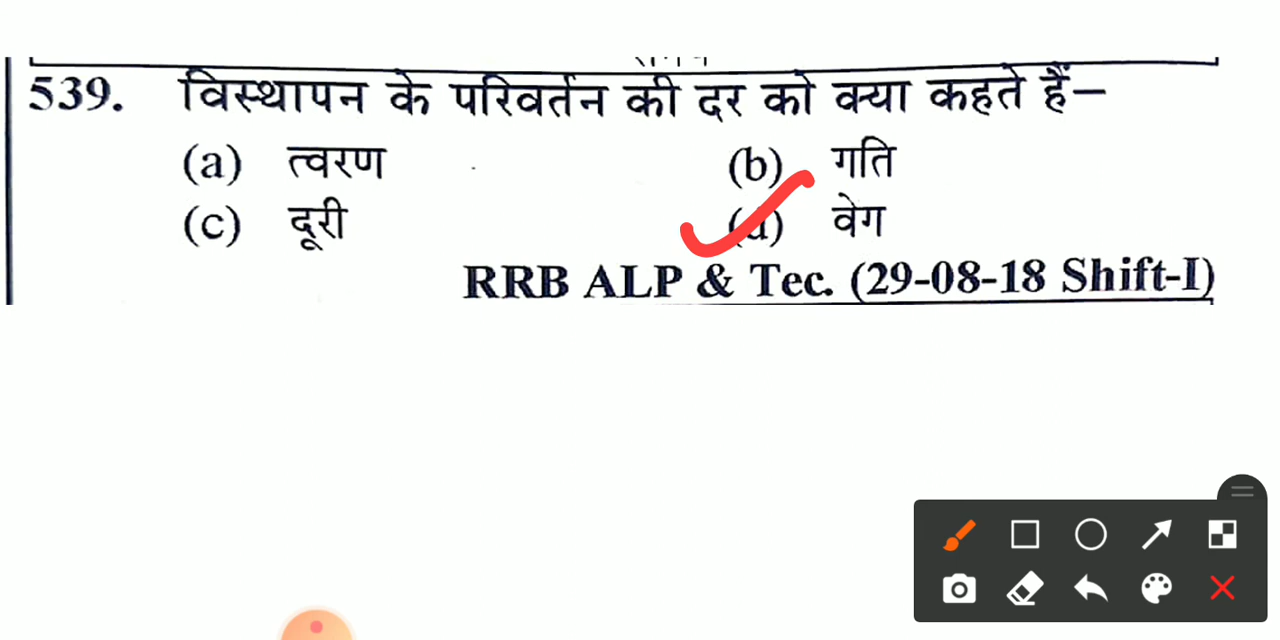 539. विस्थापन के परिवर्तन की दर को क्या कहते हैं–
(a) त्वरण (b) गति
(c) दूरी (d) वेग
RRB ALP & Tec. (29-08-18 Shift-I)